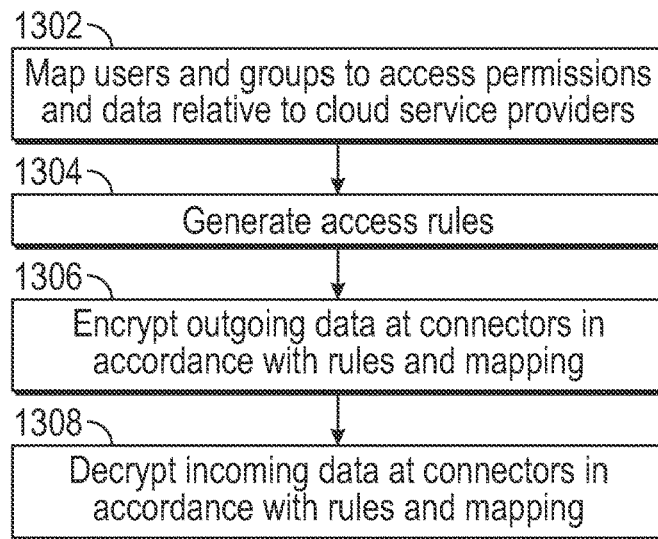 1302
Map users and groups to access permissions
and data relative to cloud service providers
1304
Generate access rules
1306
Encrypt outgoing data at connectors in
accordance with rules and mapping
1308
Decrypt incoming data at connectors in
accordance with rules and mapping